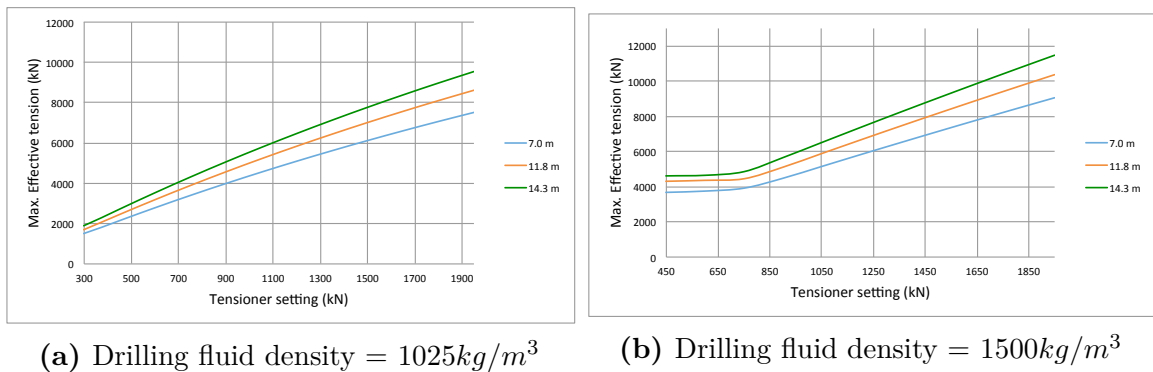 12000
10000
8000
6000
4000
2000
0
Max. Effective tension (kN)
300 500 700 900 1100 1300 1500 1700 1900
Tensioner setting (kN)
7.0 m
11.8 m
14.3 m
(a) Drilling fluid density = 1025kg/m³
12000
10000
8000
6000
4000
2000
0
Max. Effective tension (kN)
450 650 850 1050 1250 1450 1650 1850
Tensioner setting (kN)
7.0 m
11.8 m
14.3 m
(b) Drilling fluid density = 1500kg/m³